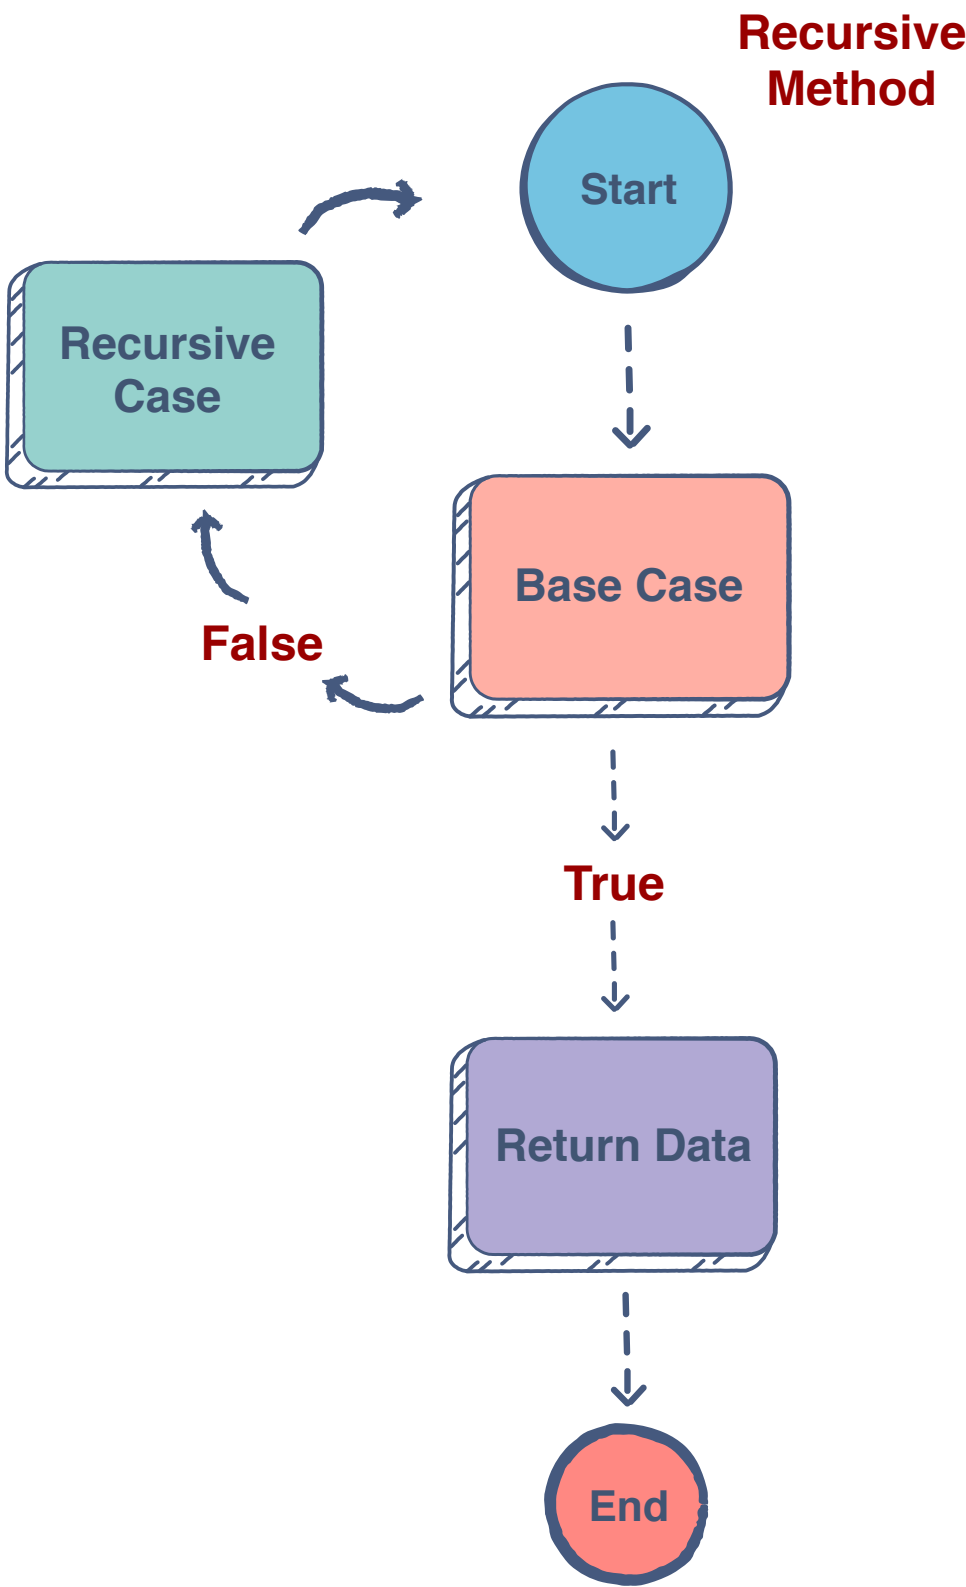 Recursive
Method
Start
Recursive
Case
Base Case
False
True
Return Data
End